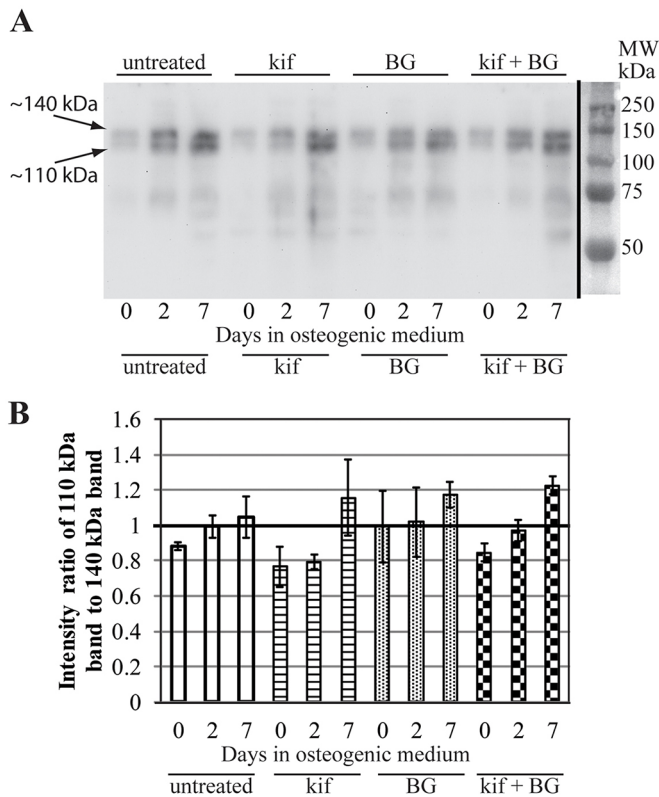 A
untreated kif BG kif + BG MW
kDa
~140 kDa
~110 kDa
250
150
100
75
50
0 2 7 0 2 7 0 2 7 0 2 7
Days in osteogenic medium
untreated kif BG kif + BG
B
Intensity ratio of 110 kDa
band to 140 kDa band
1.6
1.4
1.2
1
0.8
0.6
0.4
0.2
0
0 2 7 0 2 7 0 2 7 0 2 7
Days in osteogenic medium
untreated kif BG kif + BG